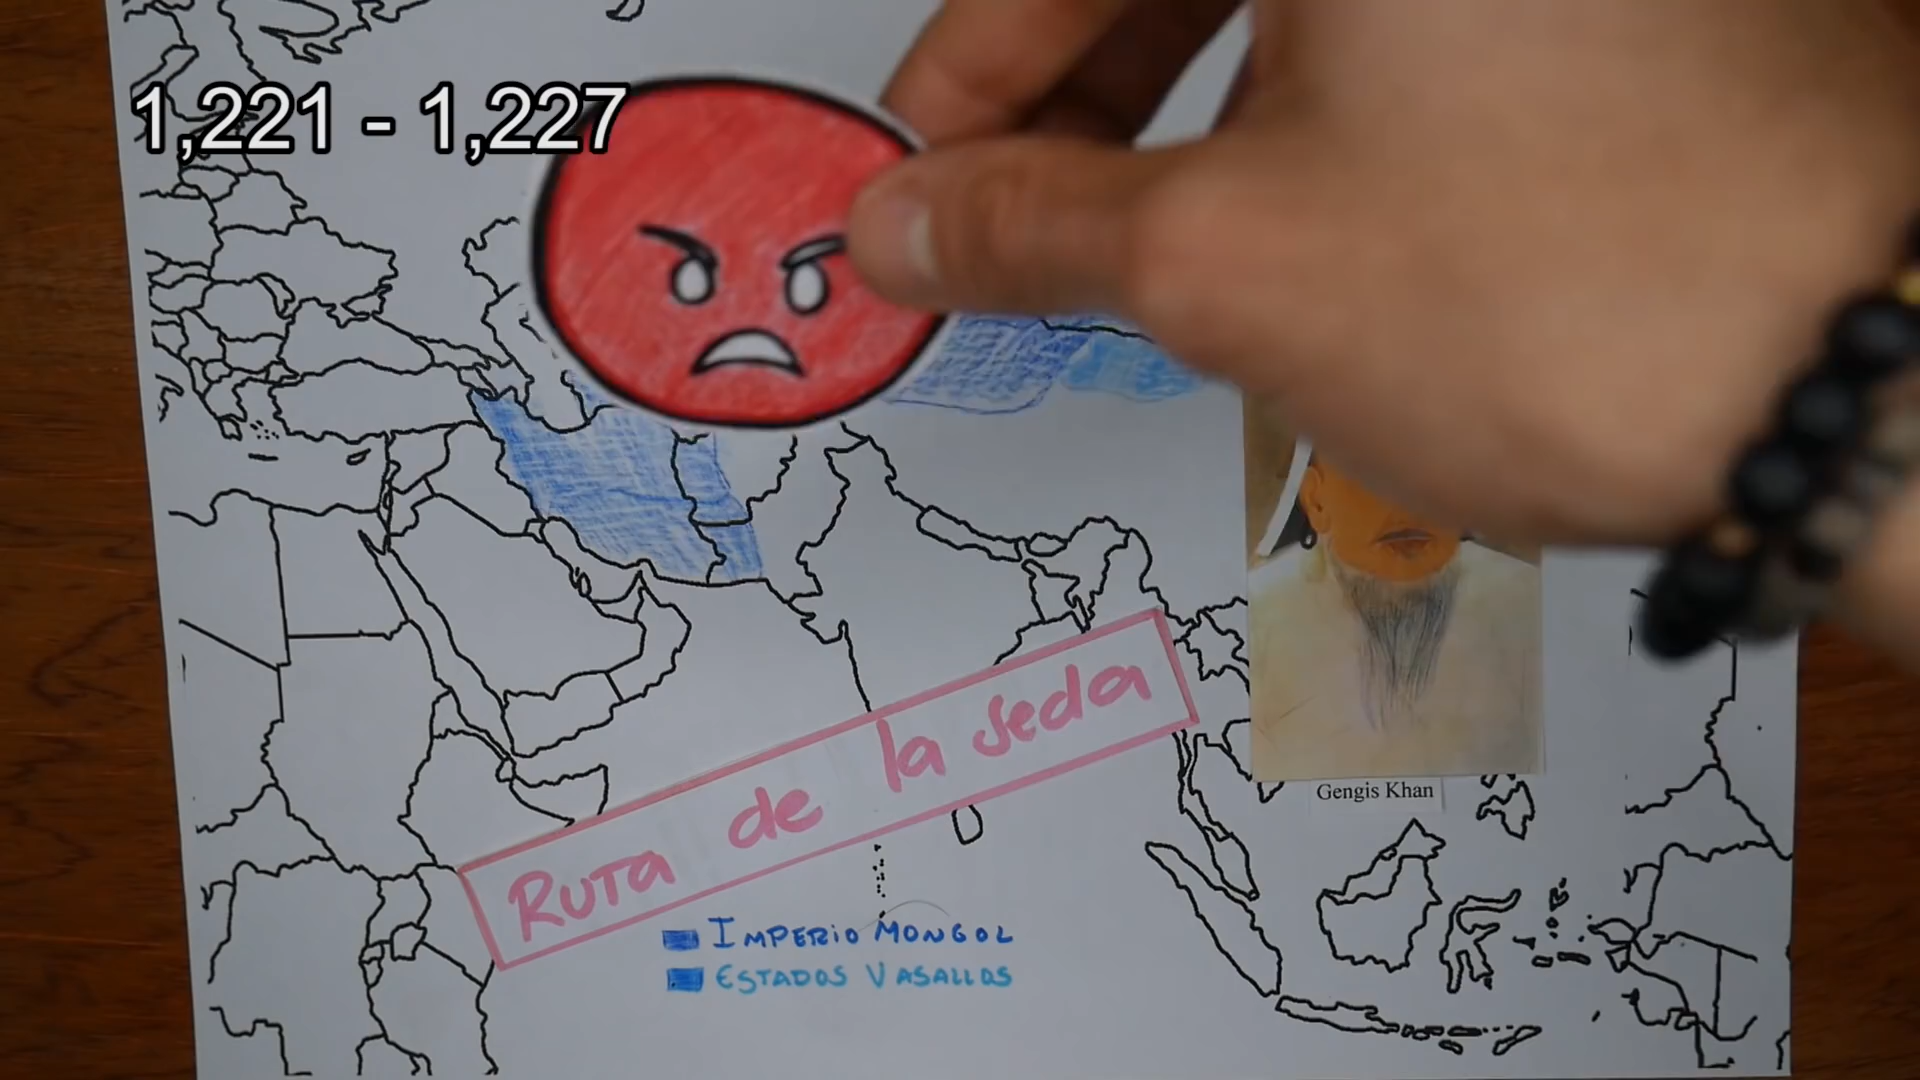 1,221 - 1,227
Ruta de la seda
Gengis Khan
IMPERIO MONGOL
ESTADOS VASALLOS